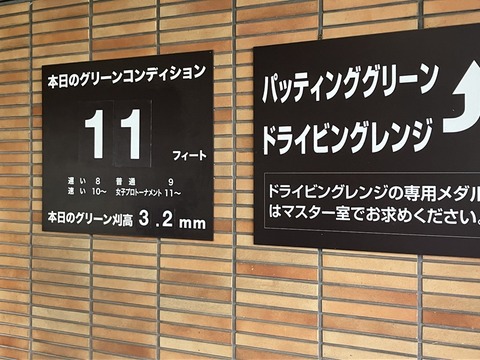 本日のグリーンコンディション
11 フィート
遅い 8 普通 9
速い 10〜 女子プロトーナメント 11〜
本日のグリーン刈高 3.2mm
パッティンググリーン
ドライビングレンジ
ドライビングレンジの専用メダル
はマスター室でお求めください。